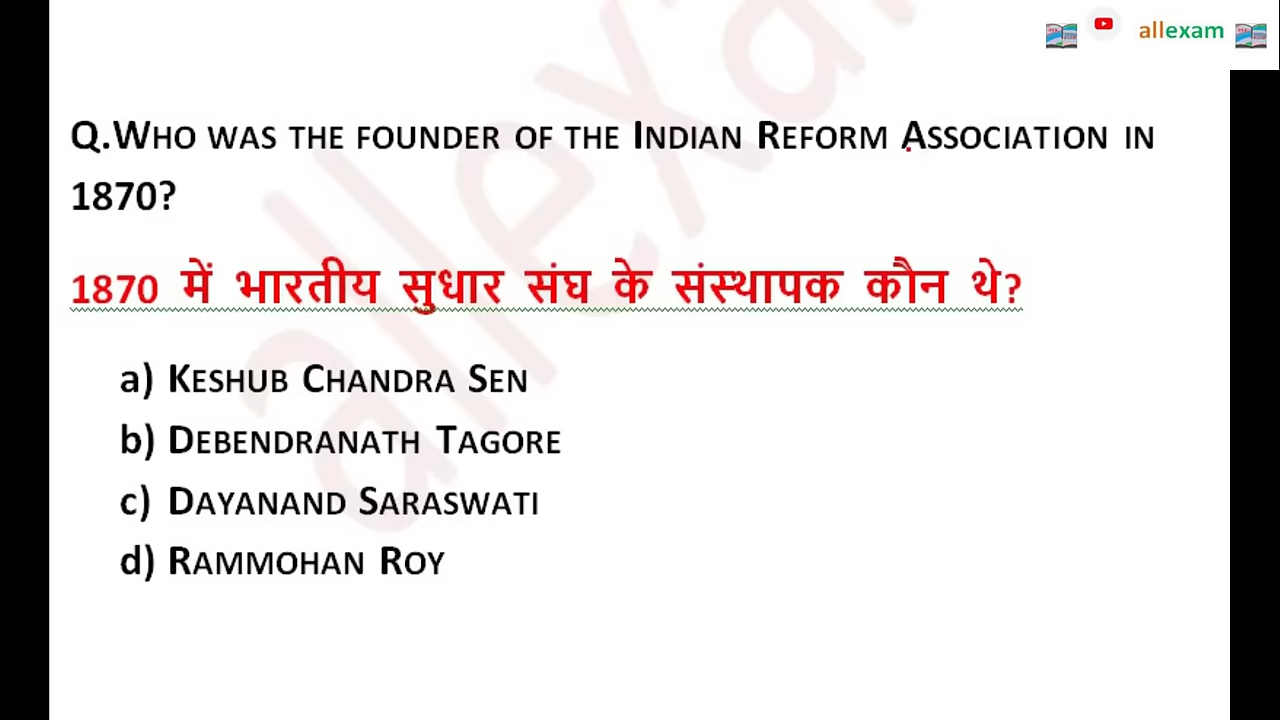 allexam
Q.Who was the founder of the Indian Reform Association in
1870?
1870 में भारतीय सुधार संघ के संस्थापक कौन थे?
a) Keshub Chandra Sen
b) Debendranath Tagore
c) Dayanand Saraswati
d) Rammohan Roy
allexam